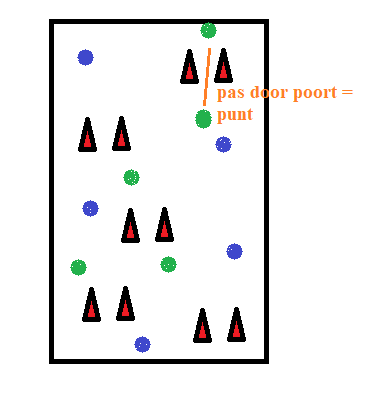 pas door poort =
punt